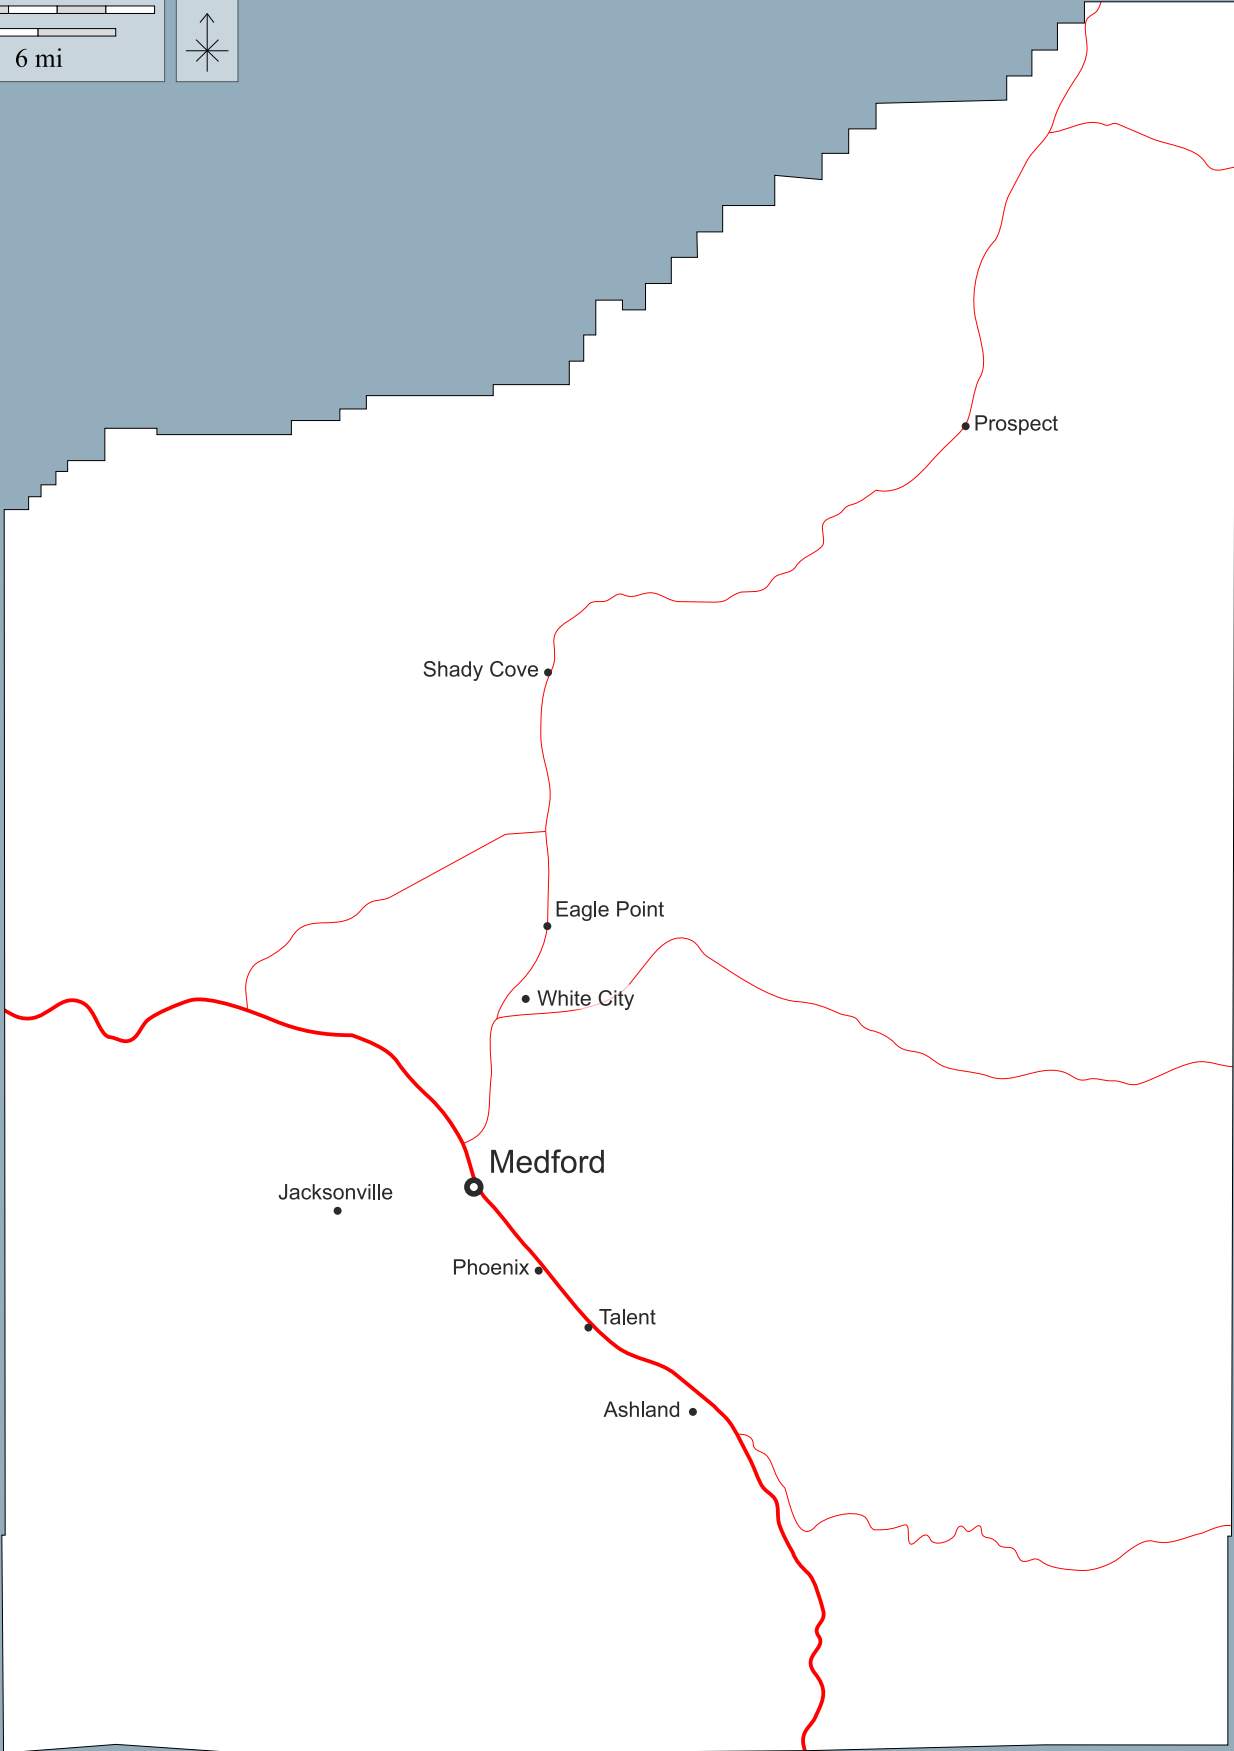 6 mi
Prospect
Shady Cove
Eagle Point
White City
Medford
Jacksonville
Phoenix
Talent
Ashland